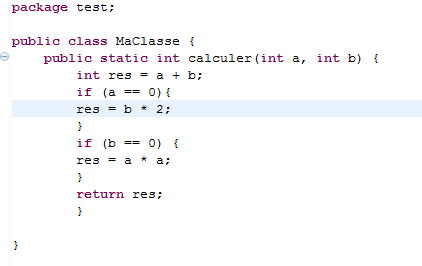 package test;
public class MaClasse {
public static int calculer(int a, int b) {
int res = a + b;
if (a == 0){
res = b * 2;
}
if (b == 0) {
res = a * a;
}
return res;
}
}